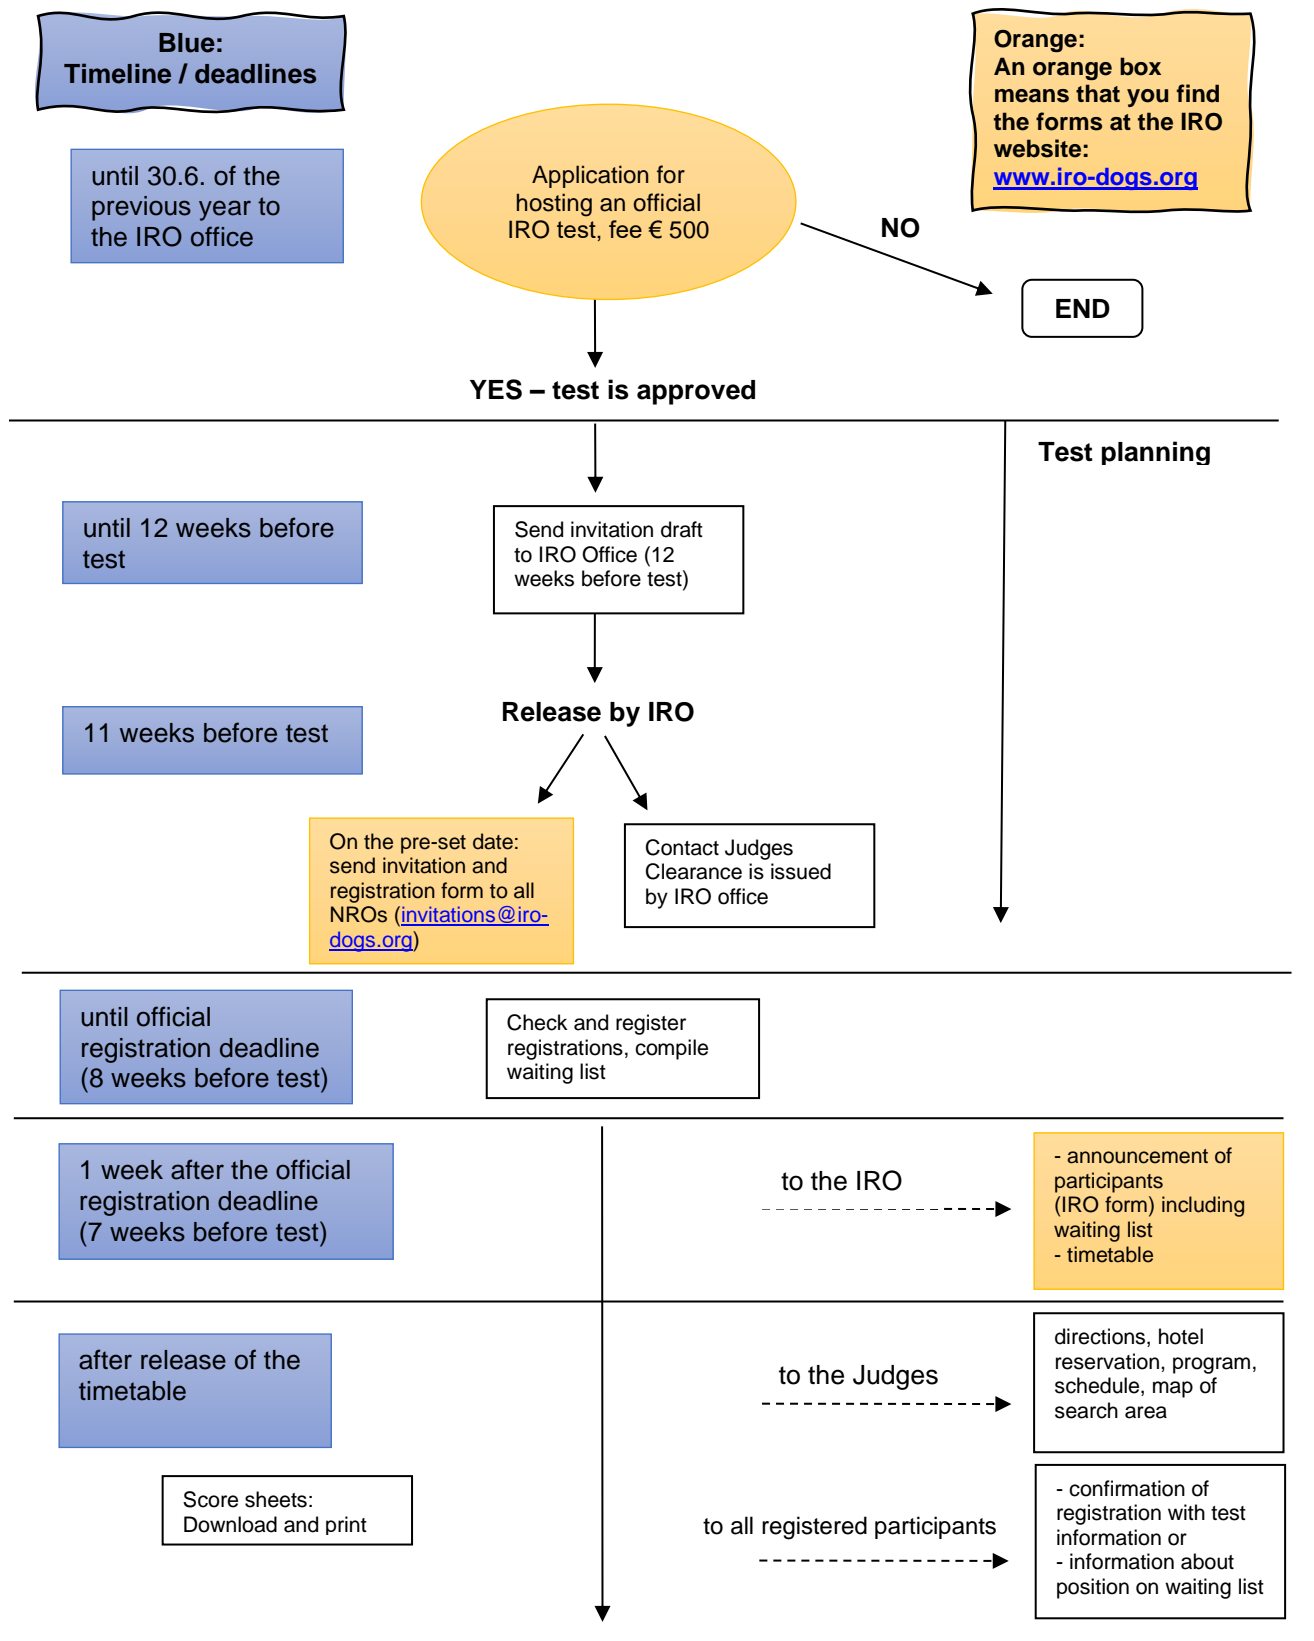 Blue:
Timeline / deadlines
Orange:
An orange box
means that you find
the forms at the IRO
website:
www.iro-dogs.org
until 30.6. of the
previous year to
the IRO office
Application for
hosting an official
IRO test, fee € 500
NO
END
YES – test is approved
Test planning
until 12 weeks before
test
Send invitation draft
to IRO Office (12
weeks before test)
11 weeks before test
Release by IRO
On the pre-set date:
send invitation and
registration form to all
NROs (invitations@iro-
dogs.org)
Contact Judges
Clearance is issued
by IRO office
until official
registration deadline
(8 weeks before test)
Check and register
registrations, compile
waiting list
1 week after the official
registration deadline
(7 weeks before test)
to the IRO
- announcement of
participants
(IRO form) including
waiting list
- timetable
after release of the
timetable
to the Judges
directions, hotel
reservation, program,
schedule, map of
search area
Score sheets:
Download and print
to all registered participants
- confirmation of
registration with test
information or
- information about
position on waiting list